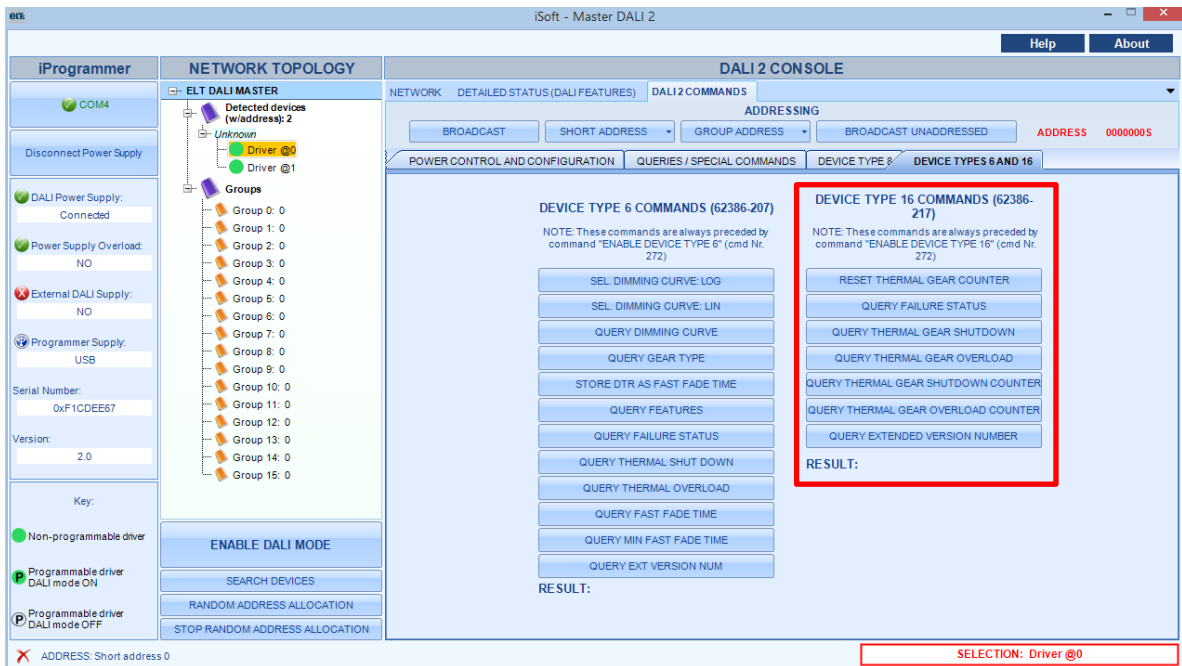 ELT
iSoft - Master DALI 2
Help
About
iProgrammer
COM4
Disconnect Power Supply
DALI Power Supply:
Connected
Power Supply Overload:
NO
External DALI Supply:
NO
Programmer Supply:
USB
Serial Number:
0xF1CDEE67
Version:
2.0
Key:
Non-programmable driver
P
Programmable driver
DALI mode ON
P
Programmable driver
DALI mode OFF
NETWORK TOPOLOGY
ELT DALI MASTER
Detected devices
(w/address): 2
Unknown
Driver @0
Driver @1
Groups
Group 0: 0
Group 1: 0
Group 2: 0
Group 3: 0
Group 4: 0
Group 5: 0
Group 6: 0
Group 7: 0
Group 8: 0
Group 9: 0
Group 10: 0
Group 11: 0
Group 12: 0
Group 13: 0
Group 14: 0
Group 15: 0
ENABLE DALI MODE
SEARCH DEVICES
RANDOM ADDRESS ALLOCATION
STOP RANDOM ADDRESS ALLOCATION
DALI 2 CONSOLE
NETWORK
DETAILED STATUS (DALI FEATURES)
DALI 2 COMMANDS
ADDRESSING
BROADCAST
SHORT ADDRESS
GROUP ADDRESS
BROADCAST UNADDRESSED
ADDRESS 0000000S
POWER CONTROL AND CONFIGURATION
QUERIES / SPECIAL COMMANDS
DEVICE TYPE 8
DEVICE TYPES 6 AND 16
DEVICE TYPE 6 COMMANDS (62386-207)
NOTE: These commands are always preceded by
command "ENABLE DEVICE TYPE 6" (cmd Nr.
272)
SEL. DIMMING CURVE: LOG
SEL. DIMMING CURVE: LIN
QUERY DIMMING CURVE
QUERY GEAR TYPE
STORE DTR AS FAST FADE TIME
QUERY FEATURES
QUERY FAILURE STATUS
QUERY THERMAL SHUT DOWN
QUERY THERMAL OVERLOAD
QUERY FAST FADE TIME
QUERY MIN FAST FADE TIME
QUERY EXT VERSION NUM
RESULT:
DEVICE TYPE 16 COMMANDS (62386-
217)
NOTE: These commands are always preceded by
command "ENABLE DEVICE TYPE 16" (cmd Nr.
272)
RESET THERMAL GEAR COUNTER
QUERY FAILURE STATUS
QUERY THERMAL GEAR SHUTDOWN
QUERY THERMAL GEAR OVERLOAD
QUERY THERMAL GEAR SHUTDOWN COUNTER
QUERY THERMAL GEAR OVERLOAD COUNTER
QUERY EXTENDED VERSION NUMBER
RESULT:
ADDRESS: Short address 0
SELECTION: Driver @0